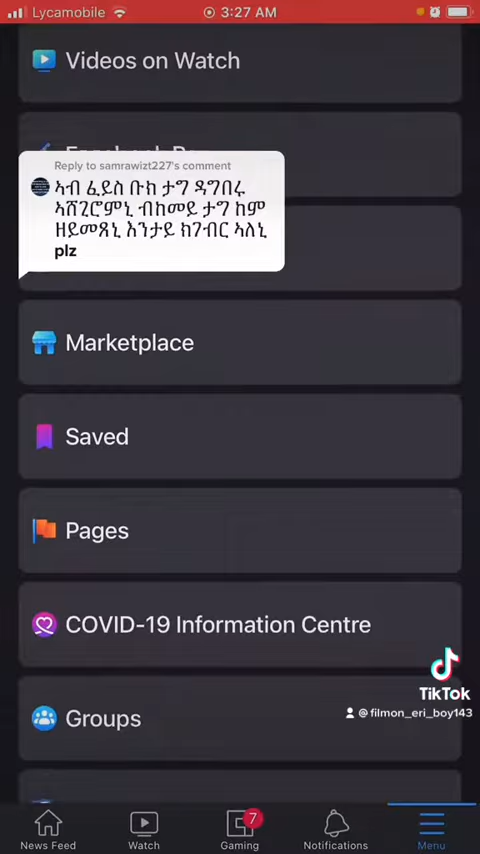 Lycamobile
3:27 AM
Videos on Watch
Reply to samrawizt227's comment
ኣብ ፈይስ ቡክ ታግ ዳግበሩ
ኣሸገሮምኒ ብከመይ ታግ ከም
ዘይመጸኒ እንታይ ክገብር ኣለኒ
plz
Marketplace
Saved
Pages
COVID-19 Information Centre
Groups
TikTok
@filmon_eri_boy143
7
News Feed
Watch
Gaming
Notifications
Menu